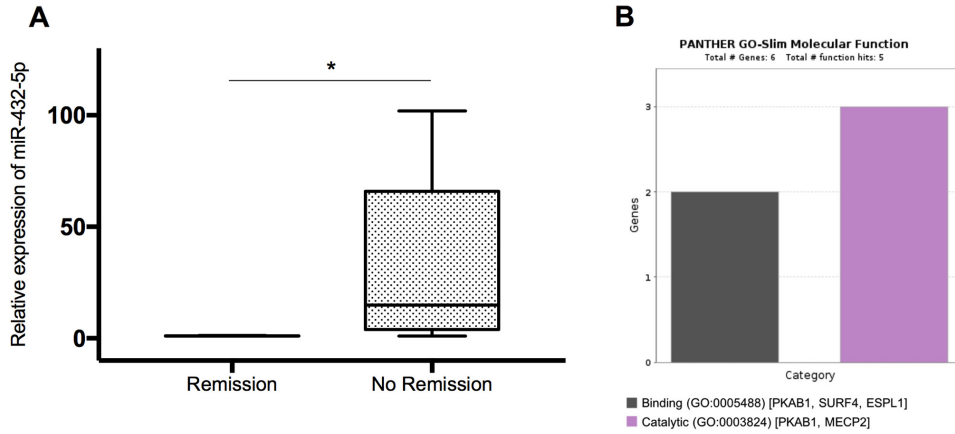 A
Relative expression of miR-432-5p
100
50
0
*
Remission
No Remission
B
PANTHER GO-Slim Molecular Function
Total # Genes: 6 Total # function hits: 5
Genes
3
2
1
0
Category
Binding (GO:0005488) [PKAB1, SURF4, ESPL1]
Catalytic (GO:0003824) [PKAB1, MECP2]